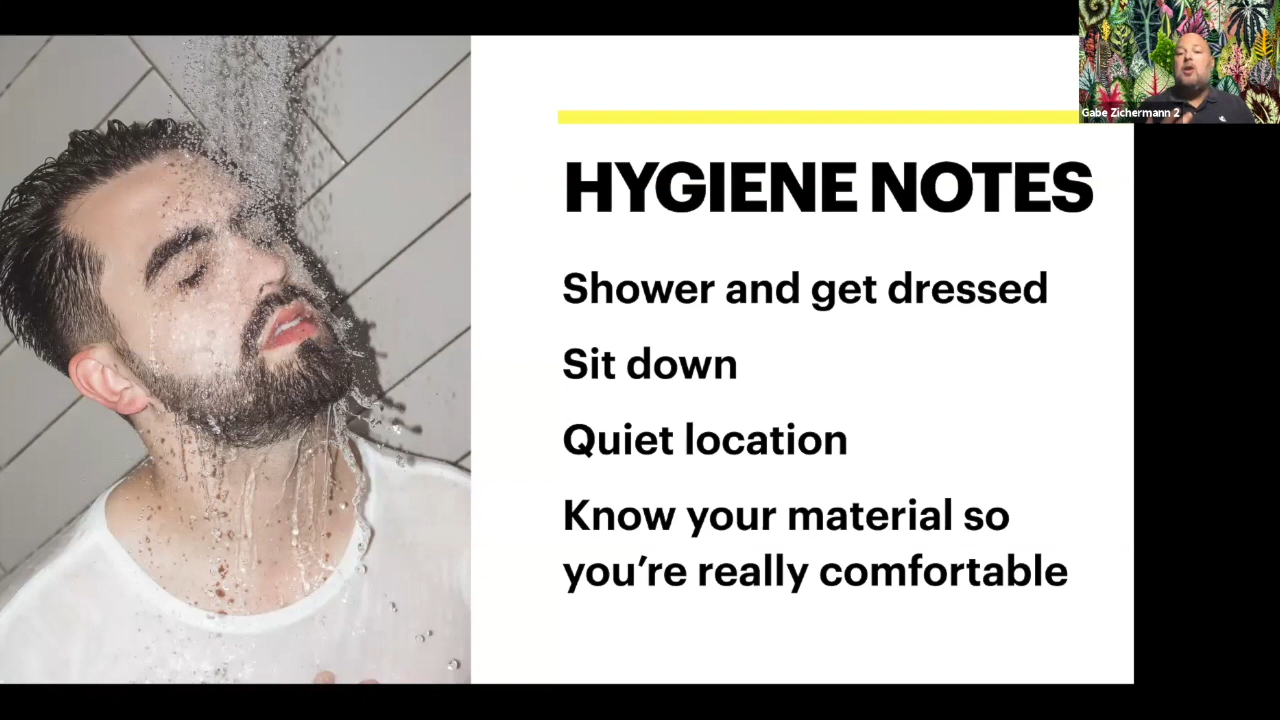 Gabe Zichermann 2
HYGIENE NOTES
Shower and get dressed
Sit down
Quiet location
Know your material so
you’re really comfortable